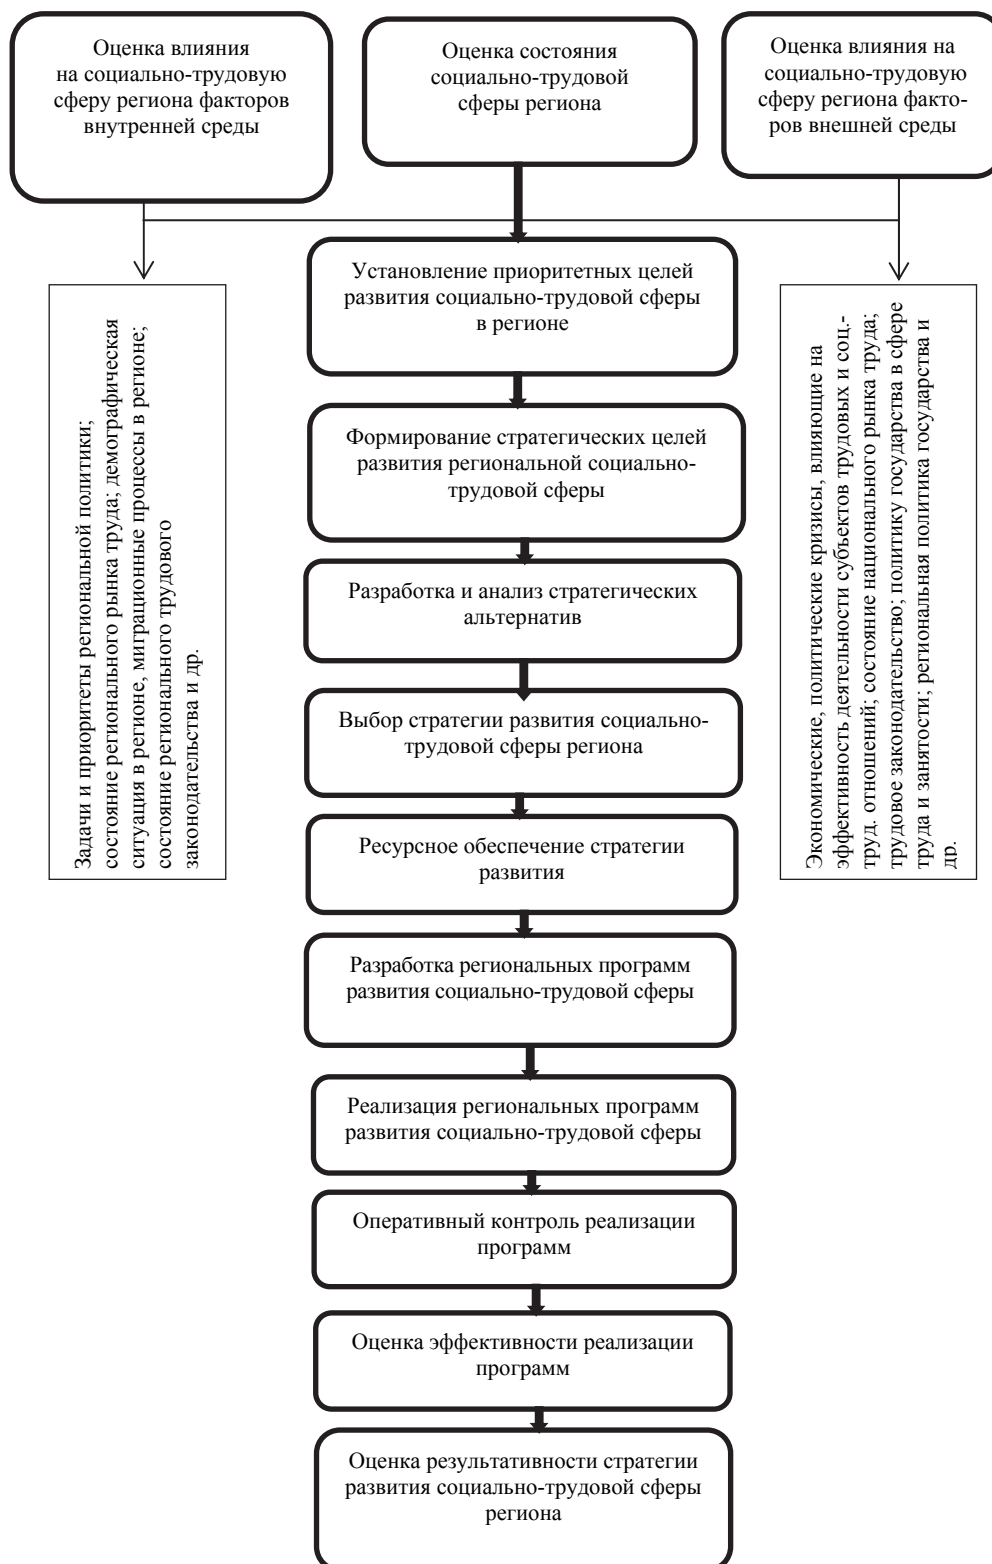 Оценка влияния
на социально-трудовую
сферу региона факторов
внутренней среды
Оценка состояния
социально-трудовой
сферы региона
Оценка влияния на
социально-трудовую
сферу региона факто-
ров внешней среды
Установление приоритетных целей
развития социально-трудовой сферы
в регионе
Задачи и приоритеты региональной политики;
состояние регионального рынка труда; демографическая
ситуация в регионе, миграционные процессы в регионе;
состояние регионального трудового
законодательства и др.
Экономические, политические кризисы, влияющие на
эффективность деятельности субъектов трудовых и соц.-
труд. отношений; состояние национального рынка труда;
трудовое законодательство; политику государства в сфере
труда и занятости; региональная политика государства и
др.
Формирование стратегических целей
развития региональной социально-
трудовой сферы
Разработка и анализ стратегических
альтернатив
Выбор стратегии развития социально-
трудовой сферы региона
Ресурсное обеспечение стратегии
развития
Разработка региональных программ
развития социально-трудовой сферы
Реализация региональных программ
развития социально-трудовой сферы
Оперативный контроль реализации
программ
Оценка эффективности реализации
программ
Оценка результативности стратегии
развития социально-трудовой сферы
региона